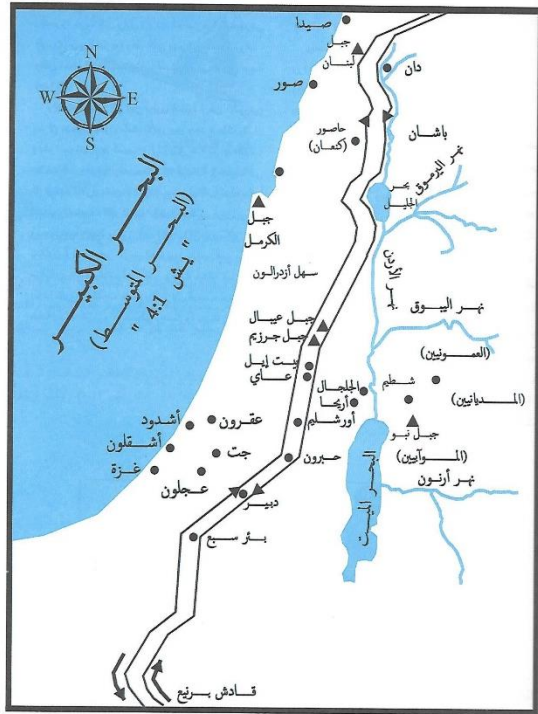 N
W E
S
صيدا
جبل
لبنان
دان
صور
حاصور
(كنعان)
باشان
نهر اليرموق
بحر
الجليل
البحر الكبير
(البحر المتوسط)
"يش 4:1"
جبل
الكرمل
سهل أزدرالون
نهر الأردن
جبل عيبال
جبل جرزيم
نهر اليبوق
بيت إيل
عاي
(العمونيين)
الجلجال
أريحا
شطيم
(المديانيين)
أورشليم
جبل نبو
(الموآبيين)
عقرون
أشدود
أشقلون
جت
غزة
عجلون
حبرون
نهر أرنون
البحر الميت
دبير
بئر سبع
قادش برنيع